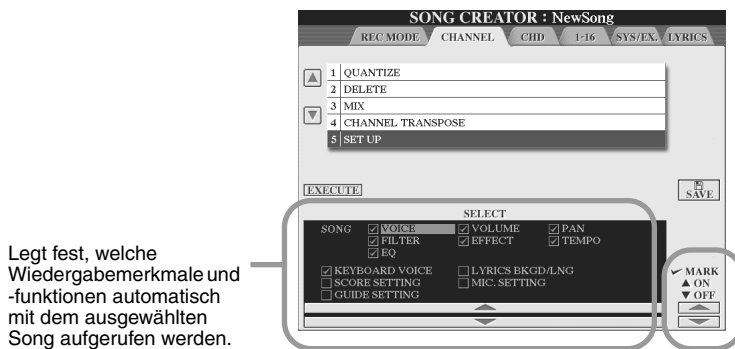 SONG CREATOR : NewSong
REC MODE CHANNEL CHD 1-16 SYS/EX. LYRICS
1 QUANTIZE
2 DELETE
3 MIX
4 CHANNEL TRANSPOSE
5 SET UP
EXECUTE
SAVE
SELECT
SONG VOICE VOLUME PAN
FILTER EFFECT TEMPO
EQ
KEYBOARD VOICE LYRICS BKGD/LNG
SCORE SETTING MIC. SETTING
GUIDE SETTING
MARK
▲ ON
▼ OFF
Legt fest, welche
Wiedergabemerkmale und
-funktionen automatisch
mit dem ausgewählten
Song aufgerufen werden.